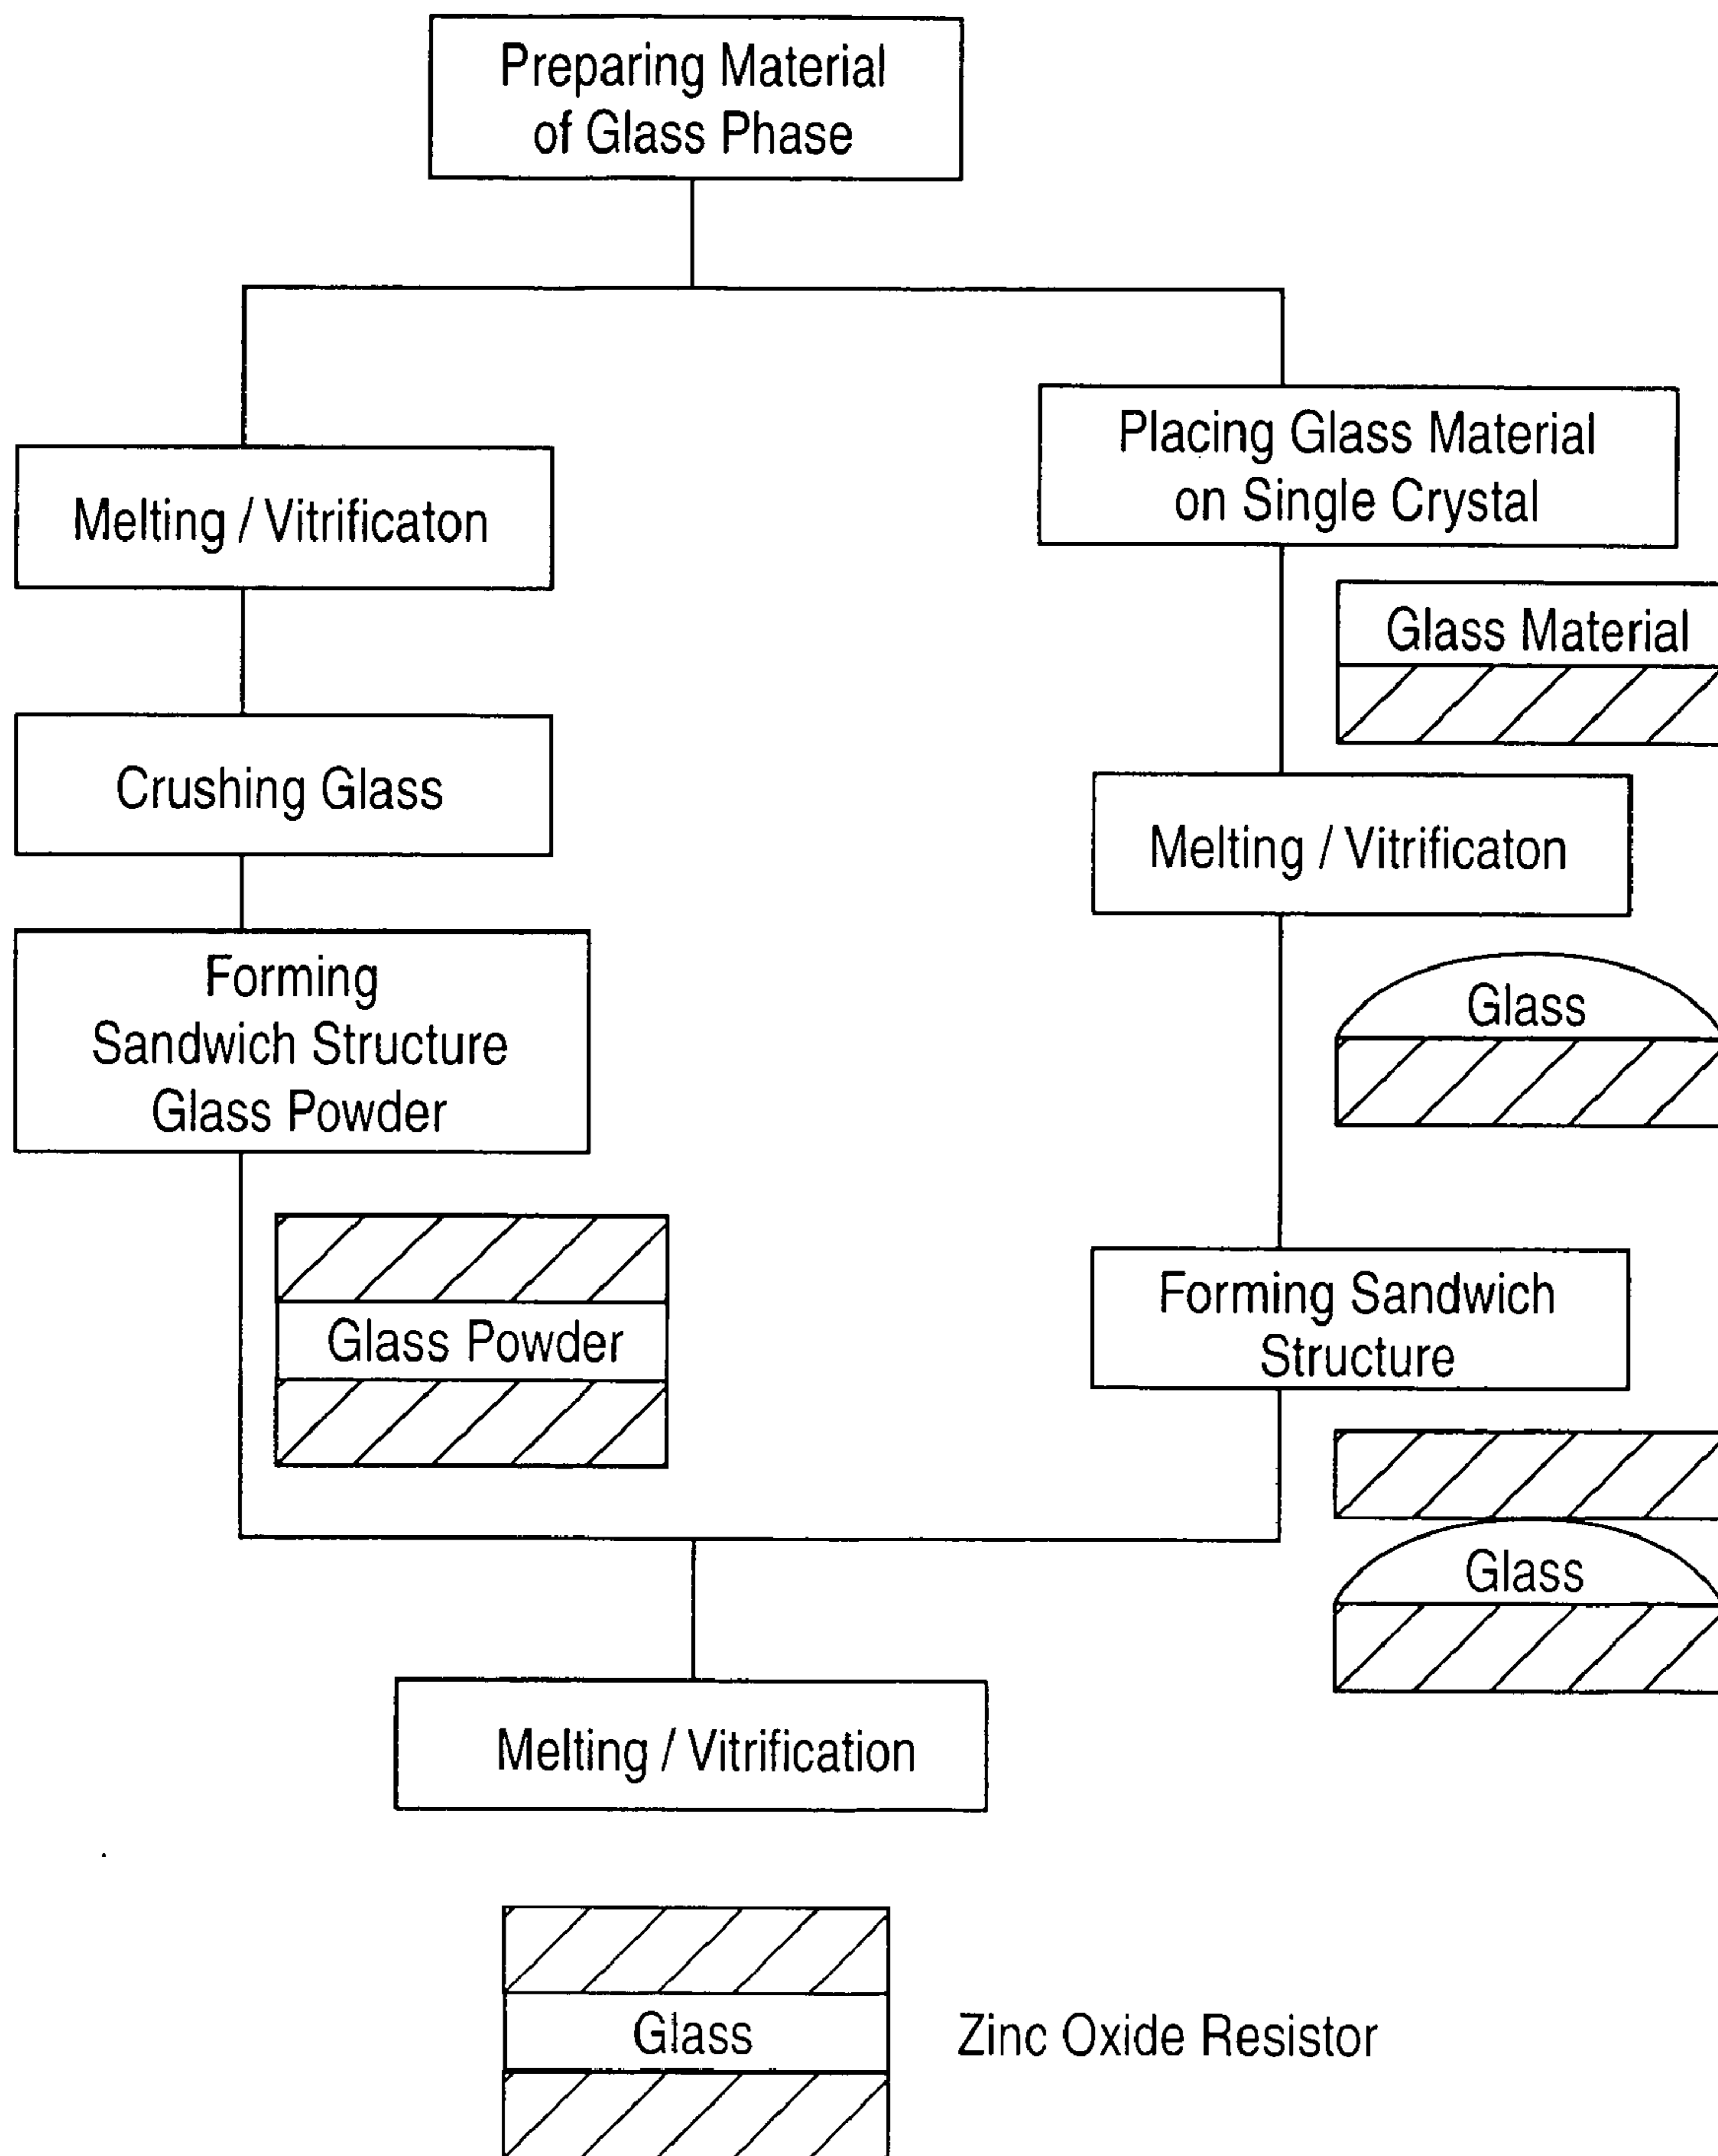 Preparing Material
of Glass Phase
Melting / Vitrificaton
Crushing Glass
Forming
Sandwich Structure
Glass Powder
Glass Powder
Placing Glass Material
on Single Crystal
Glass Material
Melting / Vitrificaton
Glass
Forming Sandwich
Structure
Glass
Melting / Vitrification
Glass
Zinc Oxide Resistor